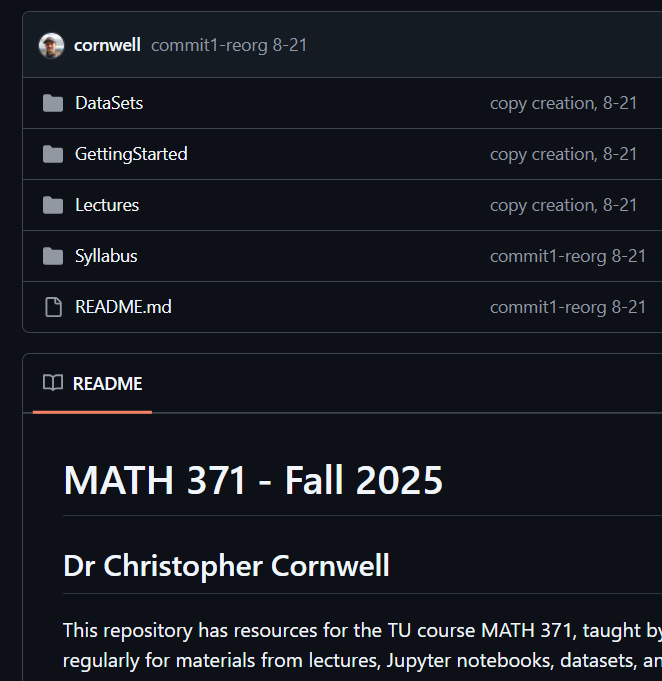 cornwell commit1-reorg 8-21
DataSets copy creation, 8-21
GettingStarted copy creation, 8-21
Lectures copy creation, 8-21
Syllabus commit1-reorg 8-21
README.md commit1-reorg 8-21
README
MATH 371 - Fall 2025
Dr Christopher Cornwell
This repository has resources for the TU course MATH 371, taught by
regularly for materials from lectures, Jupyter notebooks, datasets,